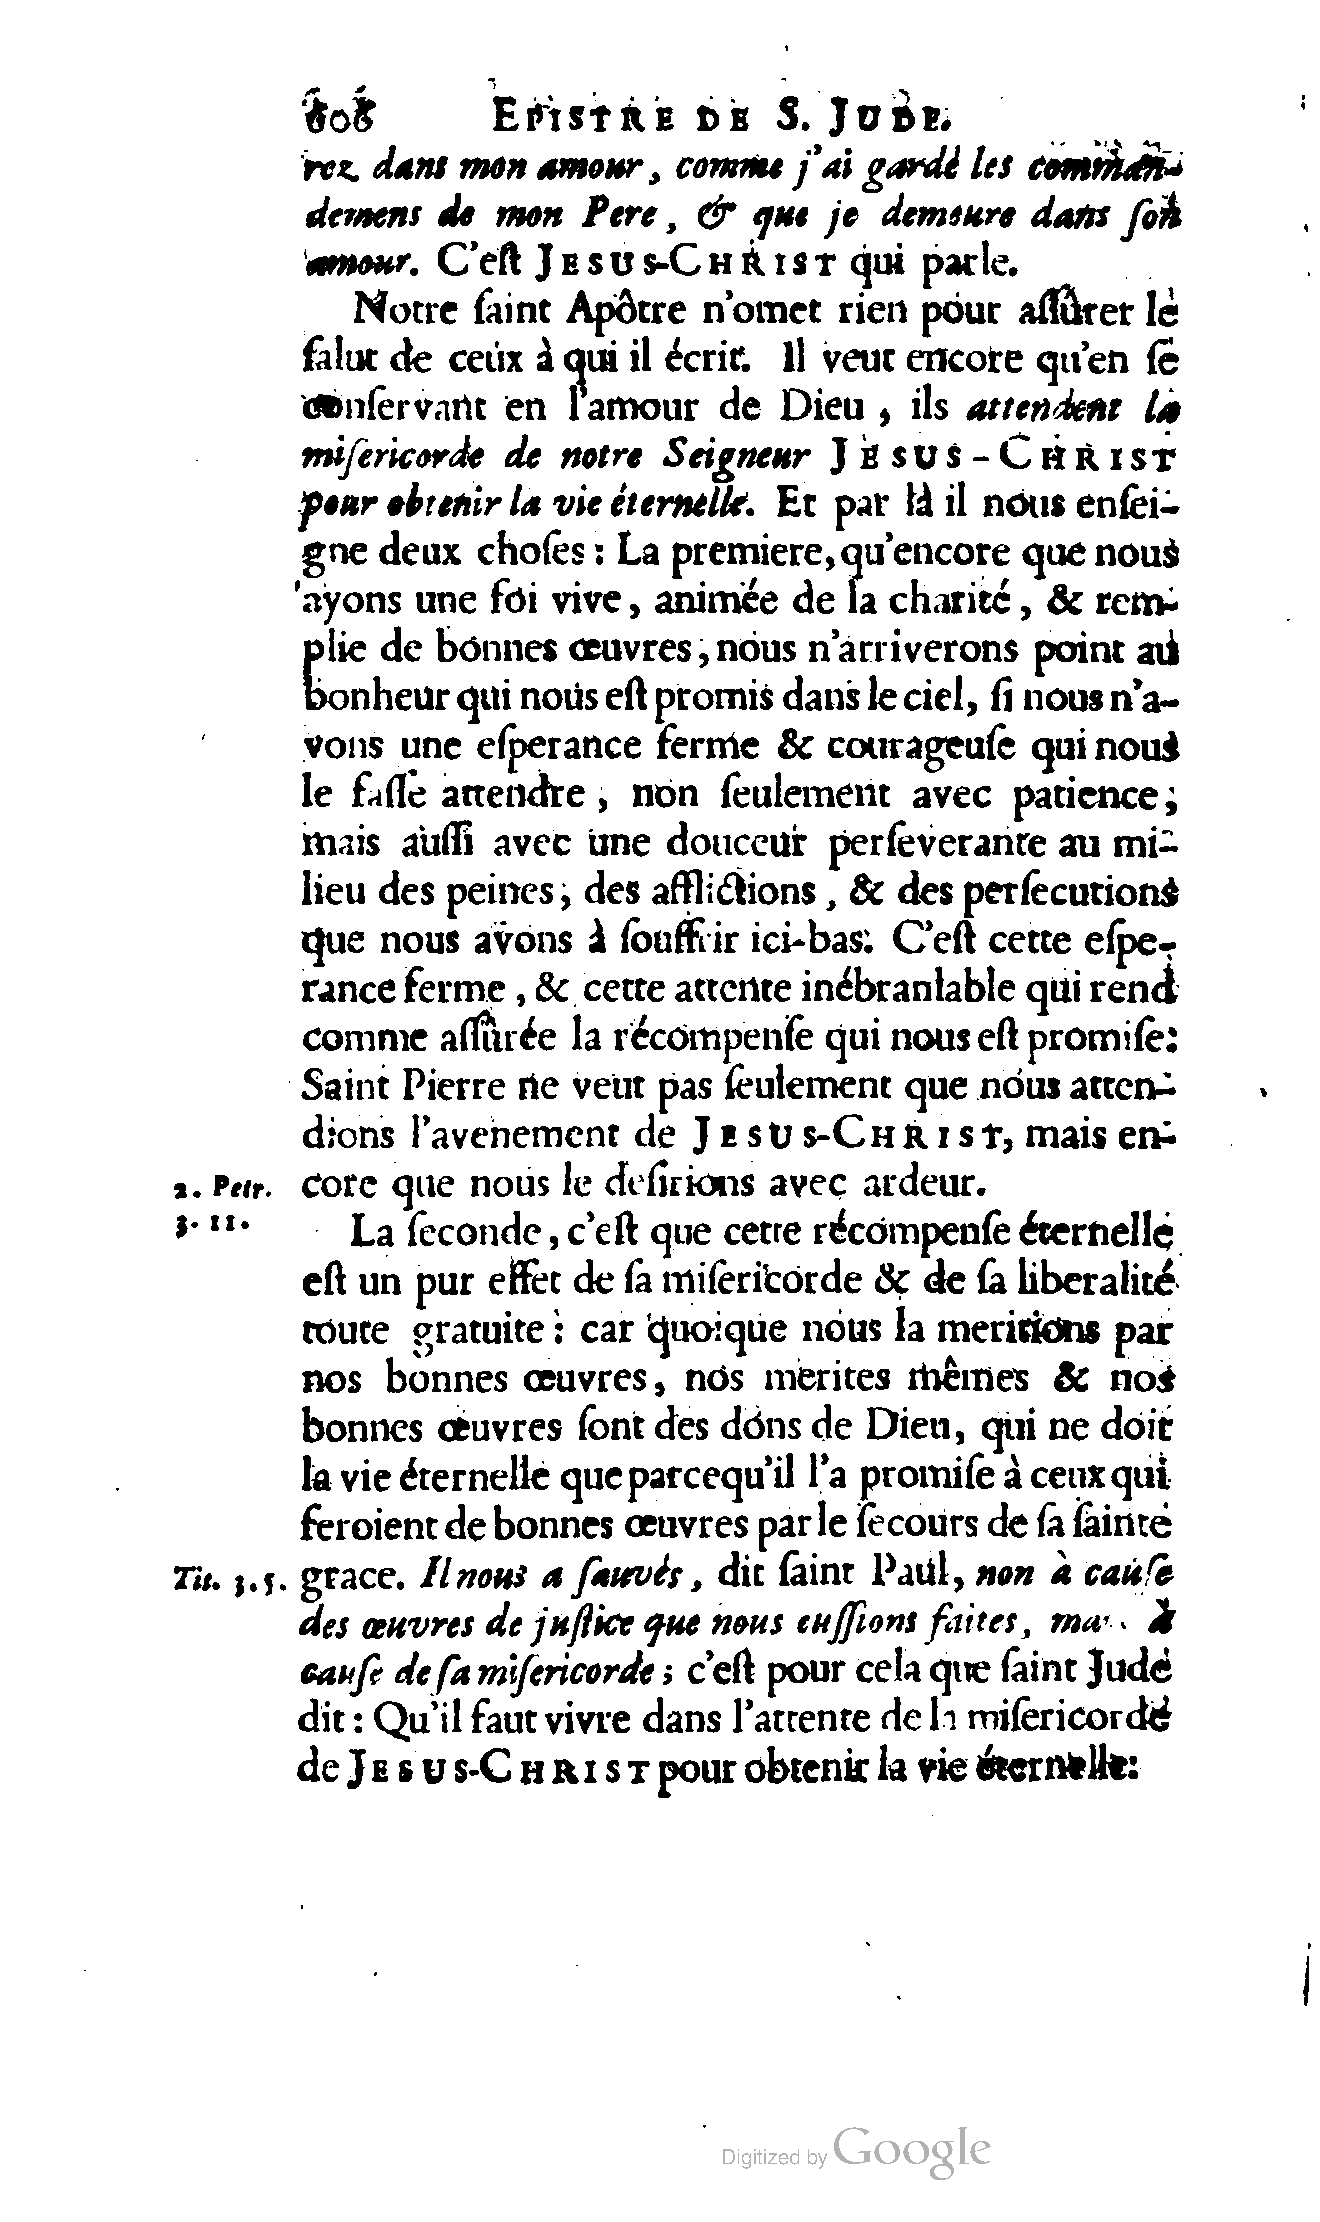 608 EPISTRE DE S. JUDE.
rez dans mon amour, comme j'ai gardé les comman-
demens de mon Pere, & que je demeure dans ſon
amour. C'eſt JESUS-CHRIST qui parle.
Notre ſaint Apôtre n'omet rien pour aſſûrer le
ſalut de ceux à qui il écrit. Il veut encore qu'en ſe
conſervant en l'amour de Dieu, ils attendent la
miſericorde de notre Seigneur JESUS-CHRIST
pour obtenir la vie éternelle. Et par là il nous enſei-
gne deux choſes : La premiere, qu'encore que nous
ayons une foi vive, animée de la charité, & rem-
plie de bonnes œuvres, nous n'arriverons point au
bonheur qui nous eſt promis dans le ciel, ſi nous n'a-
vons une eſperance ferme & courageuſe qui nous
le faſſe attendre, non ſeulement avec patience;
mais auſſi avec une douceur perſeverante au mi-
lieu des peines, des afflictions, & des perſecutions
que nous avons à ſouffrir ici-bas. C'eſt cette eſpe-
rance ferme, & cette attente inébranlable qui rend
comme aſſûrée la récompenſe qui nous eſt promiſe:
Saint Pierre ne veut pas ſeulement que nous atten-
dions l'avenement de JESUS-CHRIST, mais en-
2. Petr. 3. 11.
core que nous le deſirions avec ardeur.
La ſeconde, c'eſt que cette récompenſe éternelle
eſt un pur effet de ſa miſericorde & de ſa liberalité
toute gratuite : car quoique nous la meritions par
nos bonnes œuvres, nos merites mêmes & nos
bonnes œuvres ſont des dons de Dieu, qui ne doit
la vie éternelle que parcequ'il l'a promiſe à ceux qui
feroient de bonnes œuvres par le ſecours de ſa ſainte
Tit. 3. 5.
grace. Il nous a ſauvés, dit ſaint Paul, non à cauſe
des œuvres de juſtice que nous euſſions faites, ma à
cauſe de ſa miſericorde ; c'eſt pour cela que ſaint Jude
dit : Qu'il faut vivre dans l'attente de la miſericorde
de JESUS-CHRIST pour obtenir la vie éternelle:
Digitized by Google